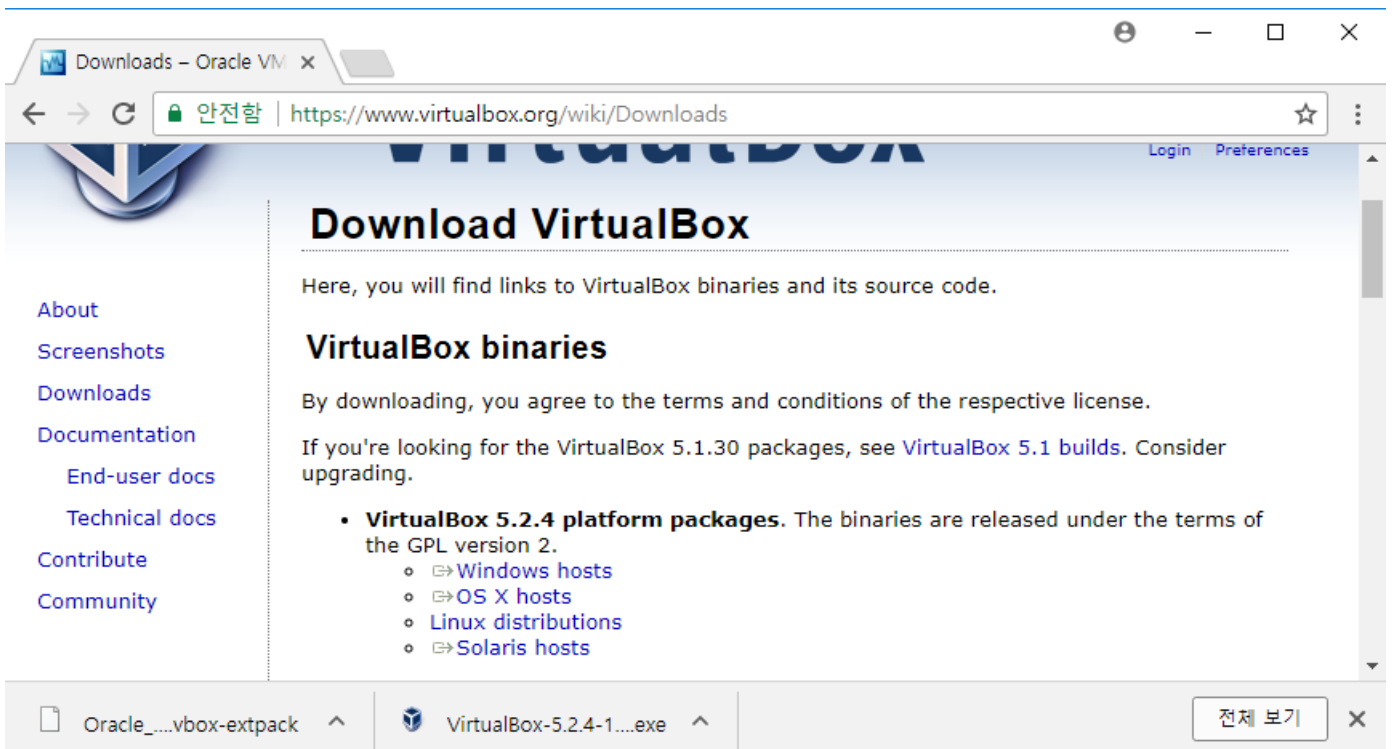 Downloads – Oracle VM
안전함 https://www.virtualbox.org/wiki/Downloads
VirtualBox
Login Preferences
Download VirtualBox
Here, you will find links to VirtualBox binaries and its source code.
About
Screenshots
Downloads
Documentation
End-user docs
Technical docs
Contribute
Community
VirtualBox binaries
By downloading, you agree to the terms and conditions of the respective license.
If you're looking for the VirtualBox 5.1.30 packages, see VirtualBox 5.1 builds. Consider
upgrading.
• VirtualBox 5.2.4 platform packages. The binaries are released under the terms of
the GPL version 2.
Windows hosts
OS X hosts
Linux distributions
Solaris hosts
Oracle_....vbox-extpack
VirtualBox-5.2.4-1....exe
전체 보기